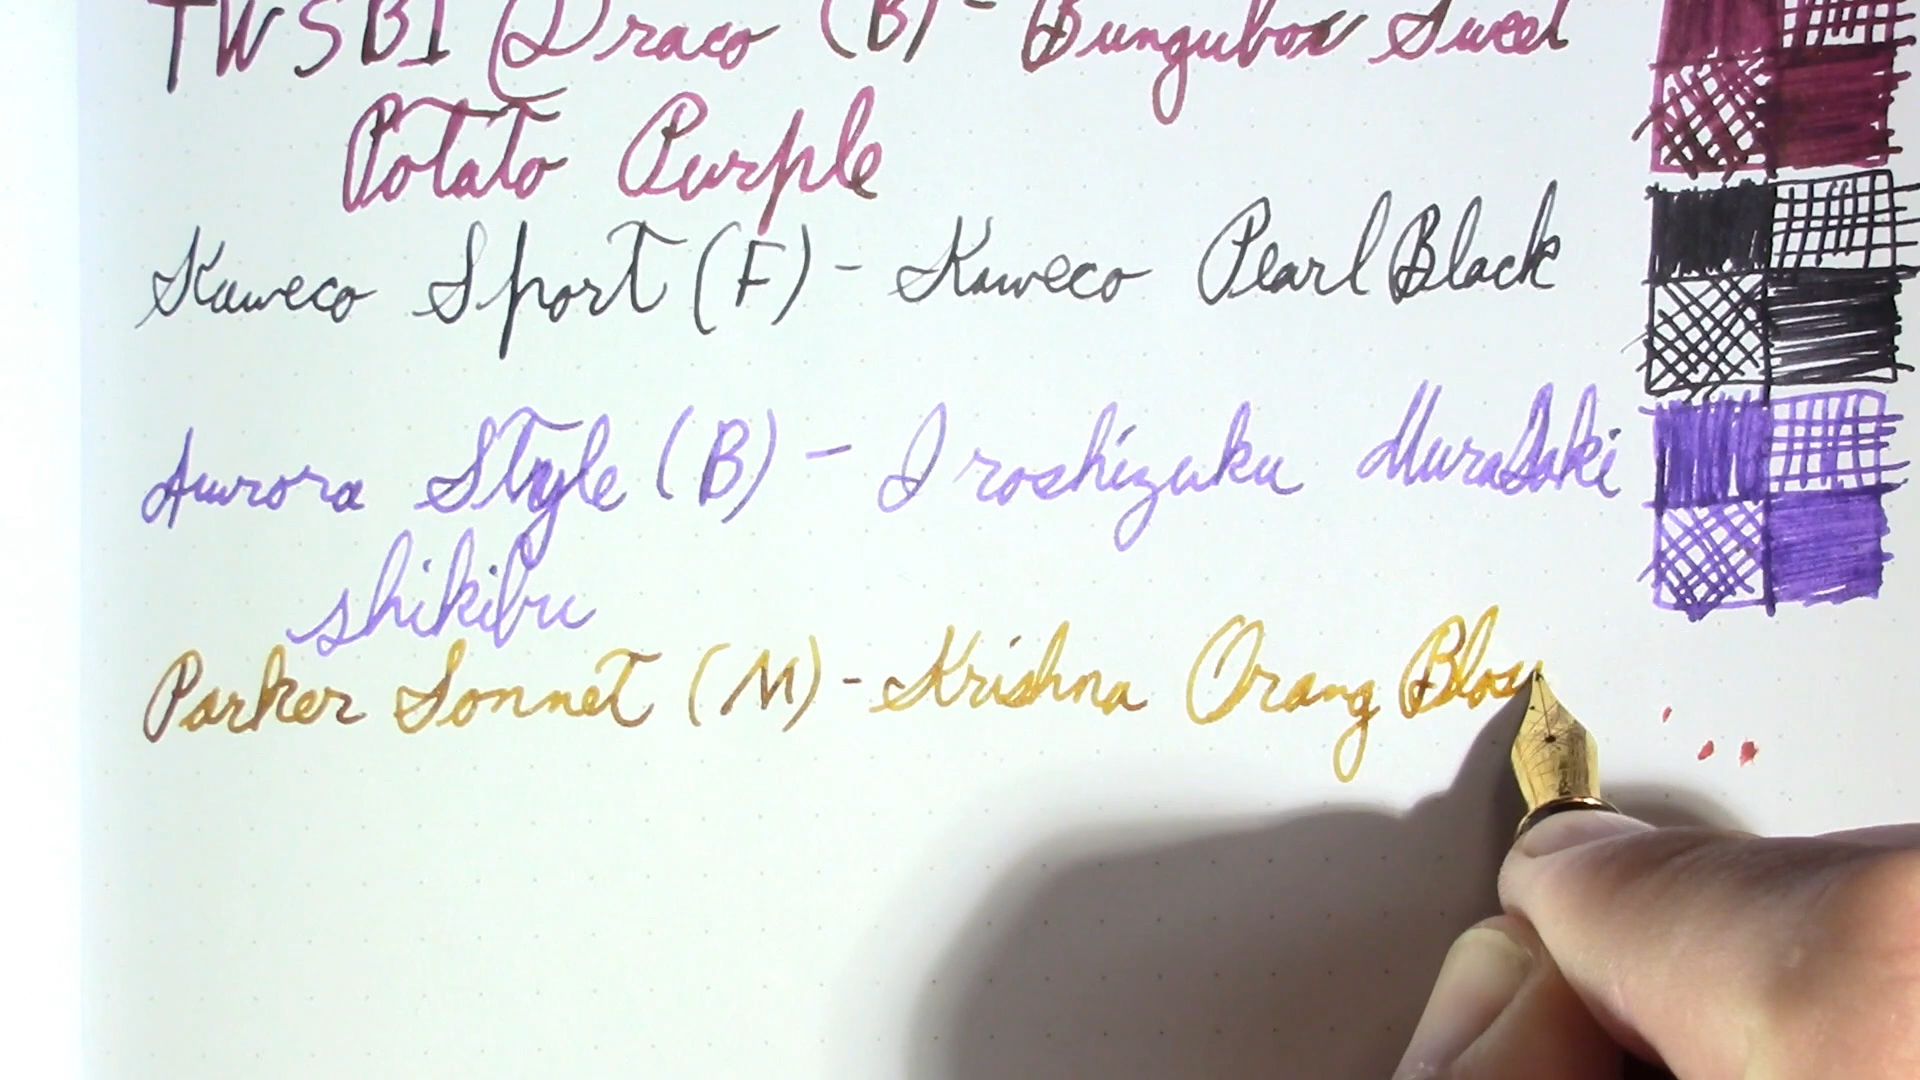 TWSBI Draco (B) - Bungubox Sweet
Potato Purple
Kaweco Sport (F) - Kaweco Pearl Black
Aurora Style (B) - Iroshizuku Murasaki
shikibu
Parker Sonnet (M) - Krishna Orang Blos